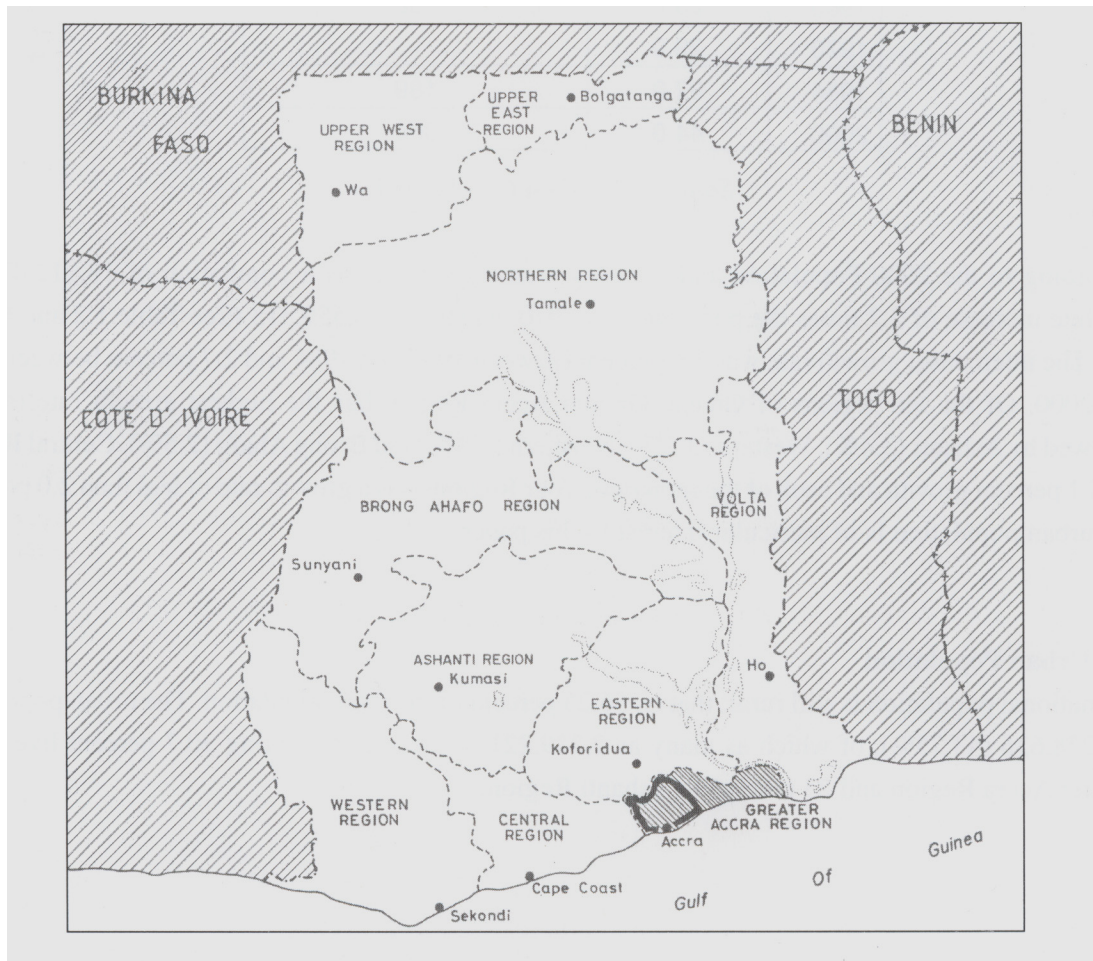 BURKINA
FASO
UPPER WEST
REGION
Wa
UPPER
EAST
REGION
Bolgatanga
BENIN
NORTHERN REGION
Tamale
COTE D' IVOIRE
TOGO
BRONG AHAFO REGION
VOLTA
REGION
Sunyani
ASHANTI REGION
Kumasi
Ho
EASTERN
REGION
Koforidua
WESTERN
REGION
CENTRAL
REGION
GREATER
ACCRA REGION
Accra
Cape Coast
Sekondi
Gulf Of Guinea